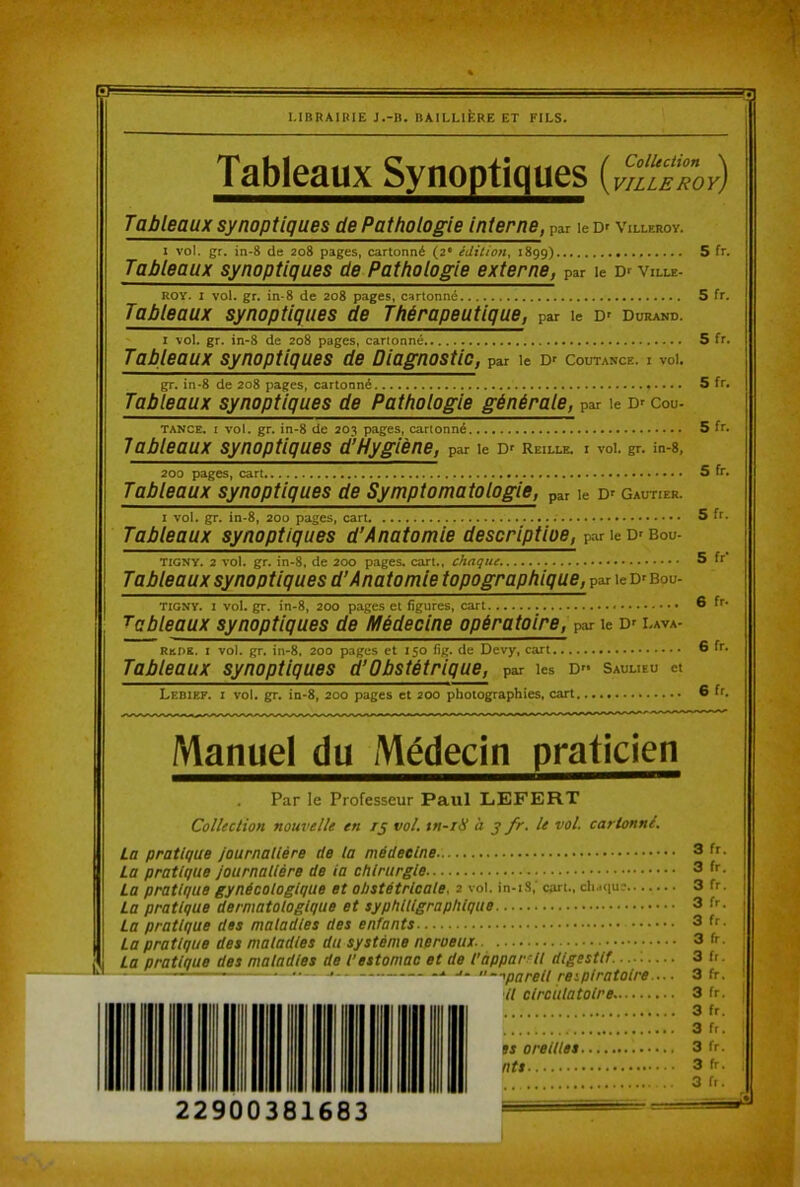 LIBRAIRIE J.-B. BAILLIÈRE ET FILS.
Tableaux Synoptiques (Collection VILLEROY)
Tableaux synoptiques de Pathologie interne, par le Dr VILLEROY.
1 vol. gr. in-8 de 208 pages, cartonné (2e édition, 1899)........ 5 fr.
Tableaux synoptiques de Pathologie externe, par le Dr VILLE-
ROY. 1 vol. gr. in-8 de 208 pages, cartonné........ 5 fr.
Tableaux synoptiques de Thérapeutique, par le Dr DURAND.
1 vol. gr. in-8 de 208 pages, cartonné........ 5 fr.
Tableaux synoptiques de Diagnostic, par le Dr COUTANCE. 1 vol.
gr. in-8 de 208 pages, cartonné........ 5 fr.
Tableaux synoptiques de Pathologie générale, par le Dr COU-
TANCE. 1 vol. gr. in-8 de 203 pages, cartonné........ 5 fr.
Tableaux synoptiques d'Hygiène, par le Dr REILLE. 1 vol. gr. in-8,
200 pages, cart........ 5 fr.
Tableaux synoptiques de Symptomatologie, par le Dr GAUTIER.
1 vol. gr. in-8, 200 pages, cart........ 5 fr.
Tableaux synoptiques d'Anatomie descriptive, par le Dr BOU-
TIGNY. 2 vol. gr. in-8, de 200 pages. cart., chaque........ 5 fr
Tableaux synoptiques d'Anatomie topographique, par le Dr BOU-
TIGNY. 1 vol. gr. in-8, 200 pages et figures, cart........ 6 fr.
Tableaux synoptiques de Médecine opératoire, par le Dr LAVA-
REDE. 1 vol. gr. in-8, 200 pages et 150 fig. de Devy, cart........ 6 fr.
Tableaux synoptiques d'Obstétrique, par les Drs SAULIEU et
LEBIEF. 1 vol. gr. in-8, 200 pages et 200 photographies, cart........ 6 fr.
Manuel du Médecin praticien
Par le Professeur Paul LEFERT
Collection nouvelle en 15 vol. in-18 à 3 fr. le vol. cartonné.
La pratique journalière de la médecine........ 3 fr.
La pratique journalière de la chirurgie........ 3 fr.
La pratique gynécologique et obstétricale, 2 vol. in-18, cart., chaque........ 3 fr.
La pratique dermatologique et syphiligraphique........ 3 fr.
La pratique des maladies des enfants........ 3 fr.
La pratique des maladies du système nerveux........ 3 fr.
La pratique des maladies de l'estomac et de l'appareil digestif........ 3 fr.
pareil respiratoire.... 3 fr.
il circulatoire........ 3 fr.
........ 3 fr.
........ 3 fr.
es oreilles........ 3 fr.
nts........ 3 fr.
........ 3 fr.
22900381683